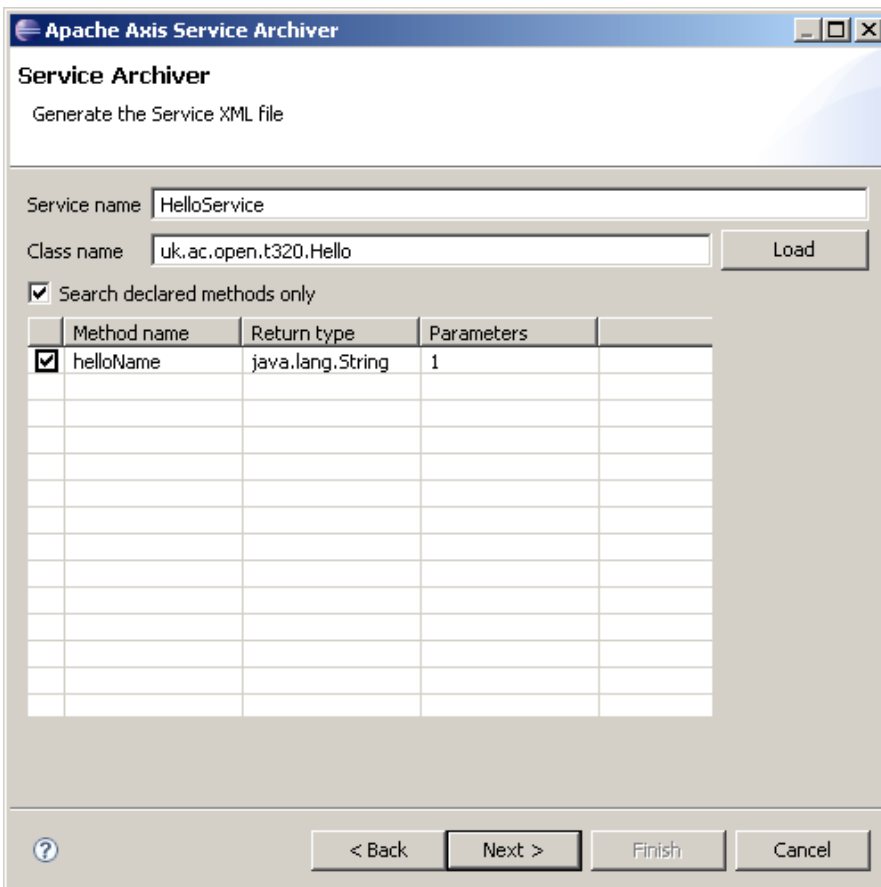 Apache Axis Service Archiver
Service Archiver
Generate the Service XML file
Service name HelloService
Class name uk.ac.open.t320.Hello Load
Search declared methods only
Method name Return type Parameters
helloName java.lang.String 1
? < Back Next > Finish Cancel